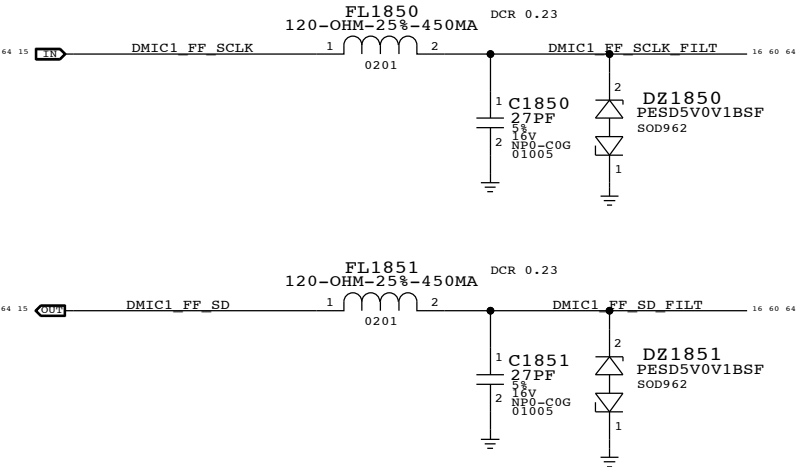 FL1850
120-OHM-25%-450MA
DCR 0.23
64 15
IN
DMIC1_FF_SCLK
1
2
DMIC1_FF_SCLK_FILT
16 60 64
0201
1
C1850
27PF
5%
16V
NP0-C0G
01005
2
2
DZ1850
PESD5V0V1BSF
SOD962
1
FL1851
120-OHM-25%-450MA
DCR 0.23
64 15
OUT
DMIC1_FF_SD
1
2
DMIC1_FF_SD_FILT
16 60 64
0201
1
C1851
27PF
5%
16V
NP0-C0G
01005
2
2
DZ1851
PESD5V0V1BSF
SOD962
1